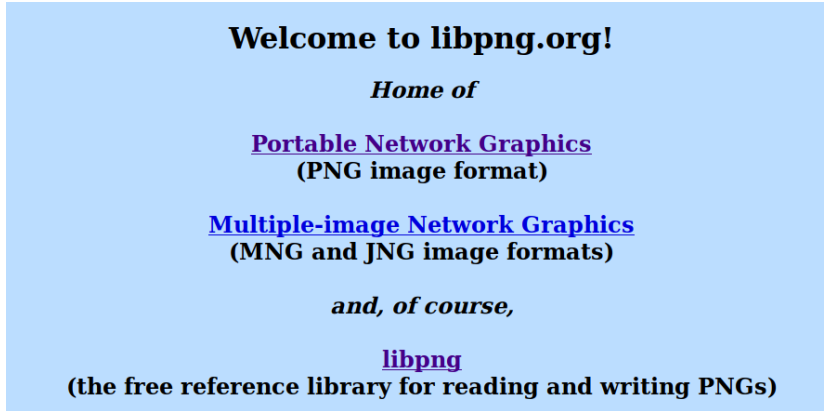 Welcome to libpng.org!
Home of
Portable Network Graphics
(PNG image format)
Multiple-image Network Graphics
(MNG and JNG image formats)
and, of course,
libpng
(the free reference library for reading and writing PNGs)